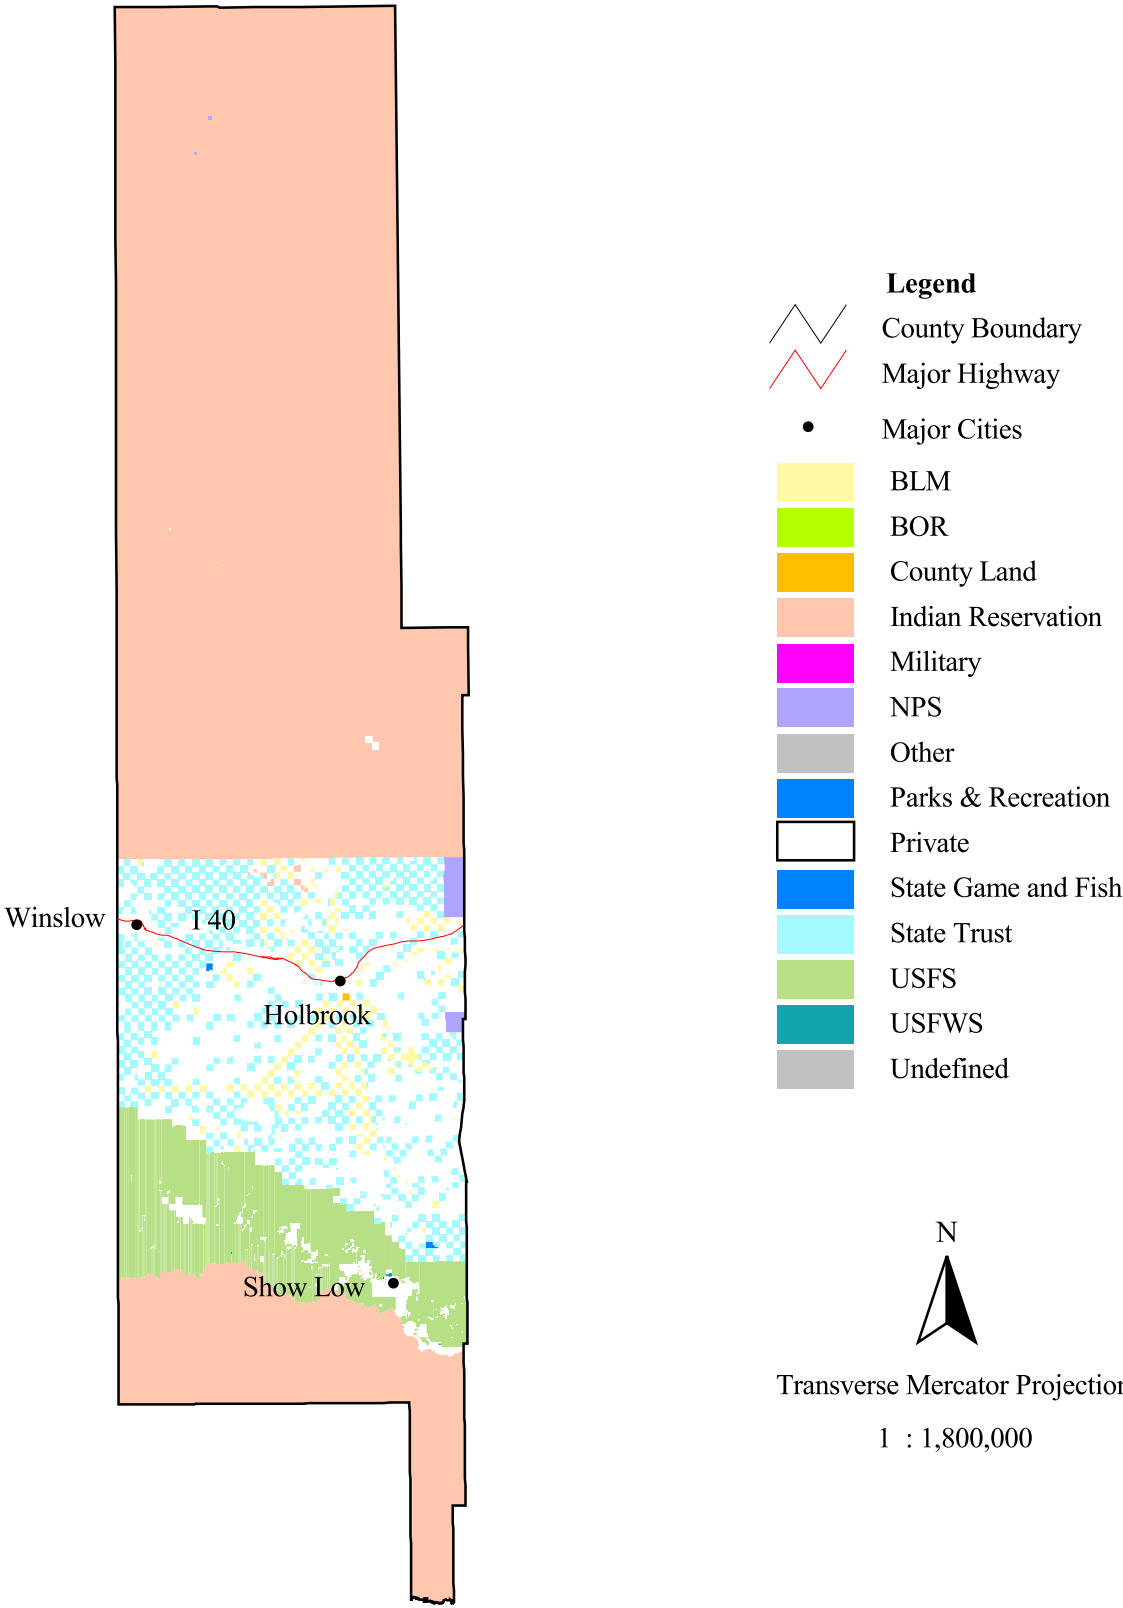 Legend
County Boundary
Major Highway
Major Cities
BLM
BOR
County Land
Indian Reservation
Military
NPS
Other
Parks & Recreation
Private
State Game and Fish
State Trust
USFS
USFWS
Undefined
Winslow
I 40
Holbrook
Show Low
N
Transverse Mercator Projection
1 : 1,800,000